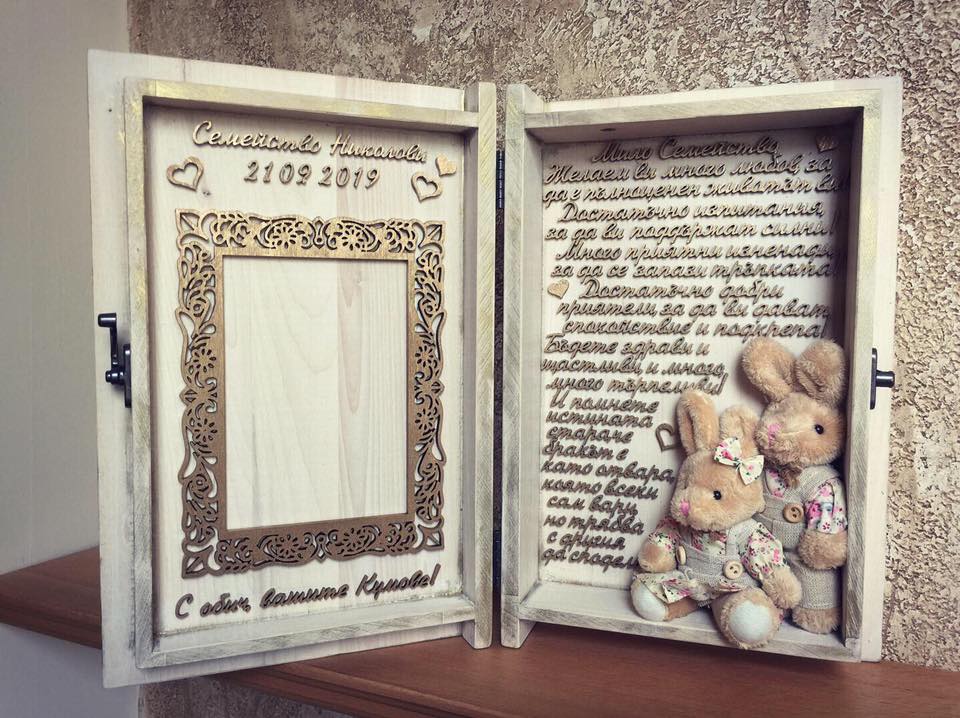 Семейство Николови
21 09 2019
С обич, вашите Кумове!
Мило Семейство,
Желаем ви много любов, за
да е пълноценен животът ви
Достатъчно изпитания,
за да ви поддържат силни!
Много приятни изненади,
за да се запази тръпката!
Достатъчно добри
приятели, за да ви дават
спокойствие и подкрепа!
Бъдете здрави и
щастливи и много,
много търпеливи!
И помнете
истината
стараче
бракът е
като отвара,
която всеки
сам вари,
но трябва
с другия
да сподели